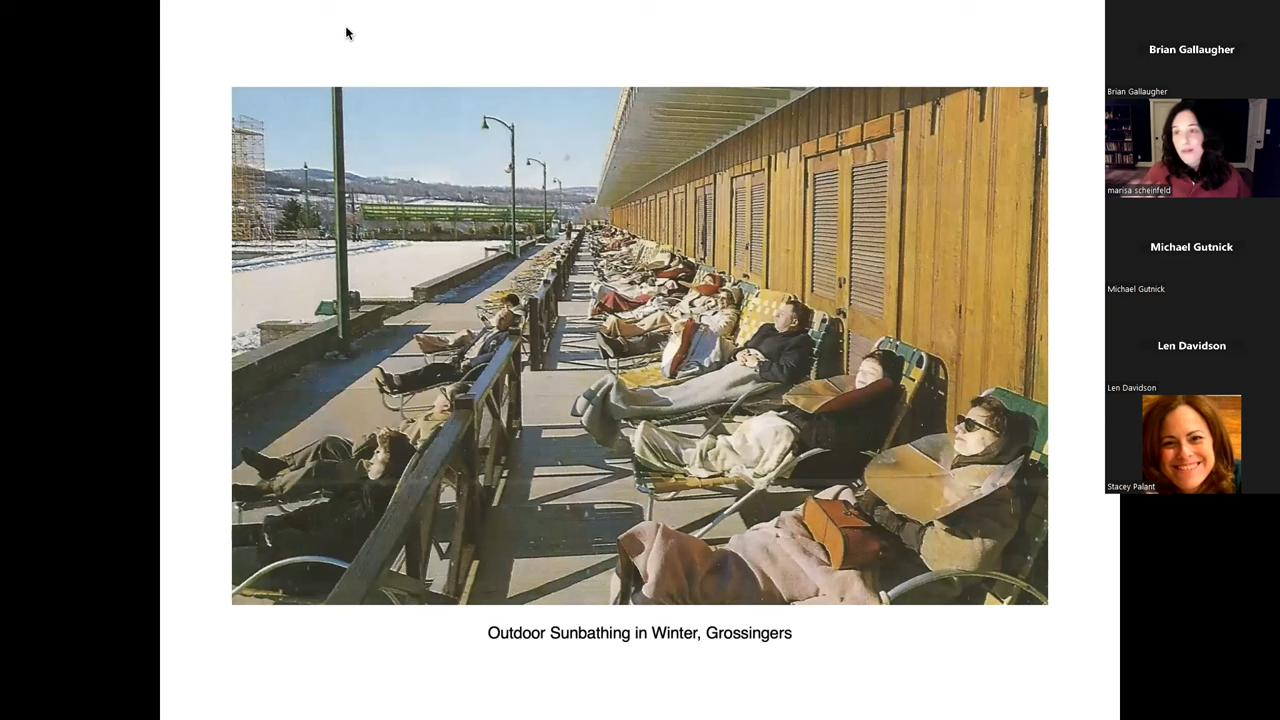 Outdoor Sunbathing in Winter, Grossingers
Brian Gallaugher
Brian Gallaugher
marisa scheinfeld
Michael Gutnick
Michael Gutnick
Len Davidson
Len Davidson
Stacey Palant